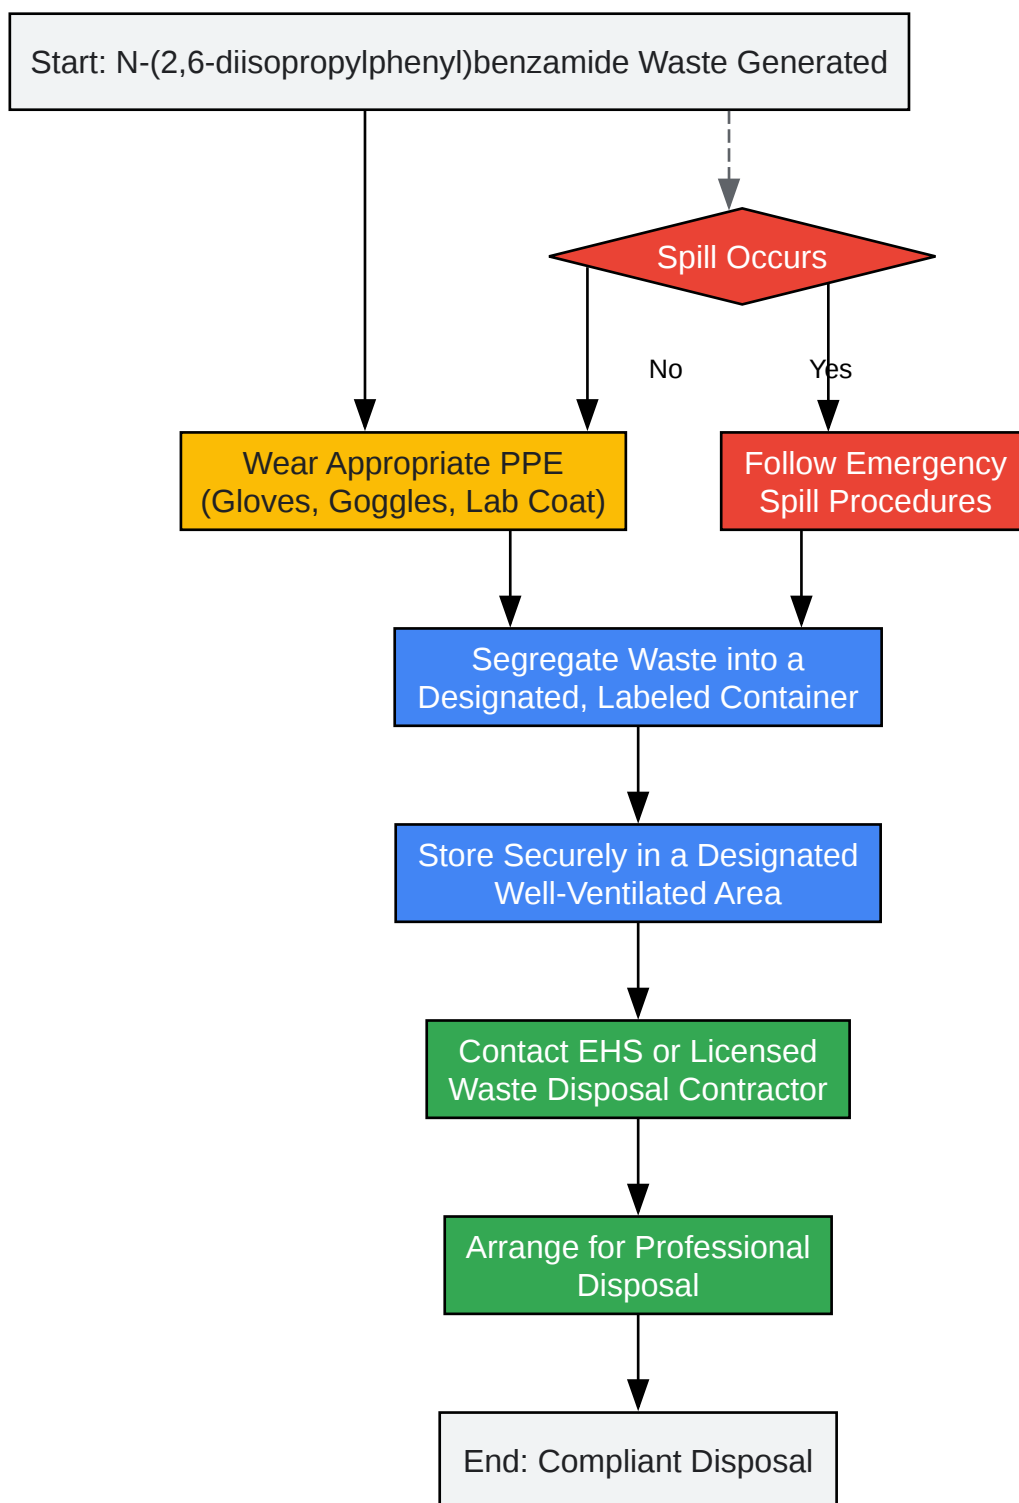 Start: N-(2,6-diisopropylphenyl)benzamide Waste Generated
Spill Occurs
No
Yes
Wear Appropriate PPE
(Gloves, Goggles, Lab Coat)
Follow Emergency
Spill Procedures
Segregate Waste into a
Designated, Labeled Container
Store Securely in a Designated
Well-Ventilated Area
Contact EHS or Licensed
Waste Disposal Contractor
Arrange for Professional
Disposal
End: Compliant Disposal